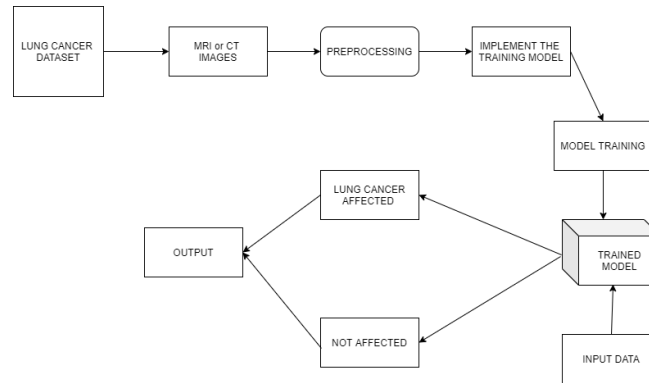 LUNG CANCER
DATASET
MRI or CT
IMAGES
PREPROCESSING
IMPLEMENT THE
TRAINING MODEL
MODEL TRAINING
LUNG CANCER
AFFECTED
OUTPUT
TRAINED
MODEL
NOT AFFECTED
INPUT DATA